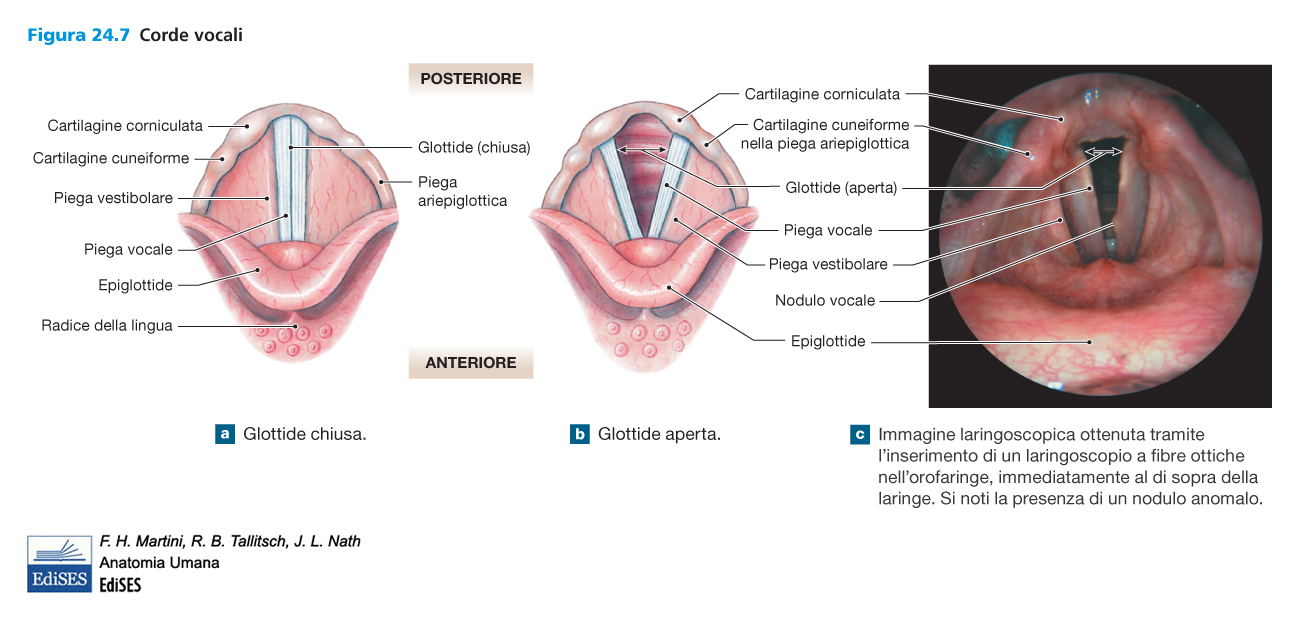 Figura 24.7 Corde vocali
POSTERIORE
Cartilagine corniculata
Cartilagine cuneiforme
Piega vestibolare
Piega vocale
Epiglottide
Radice della lingua
Glottide (chiusa)
Piega
ariepiglottica
ANTERIORE
Cartilagine corniculata
Cartilagine cuneiforme
nella piega ariepiglottica
Glottide (aperta)
Piega vocale
Piega vestibolare
Nodulo vocale
Epiglottide
a Glottide chiusa.
b Glottide aperta.
c Immagine laringoscopica ottenuta tramite
l’inserimento di un laringoscopio a fibre ottiche
nell’orofaringe, immediatamente al di sopra della
laringe. Si noti la presenza di un nodulo anomalo.
EdiSES
F. H. Martini, R. B. Tallitsch, J. L. Nath
Anatomia Umana
EdiSES